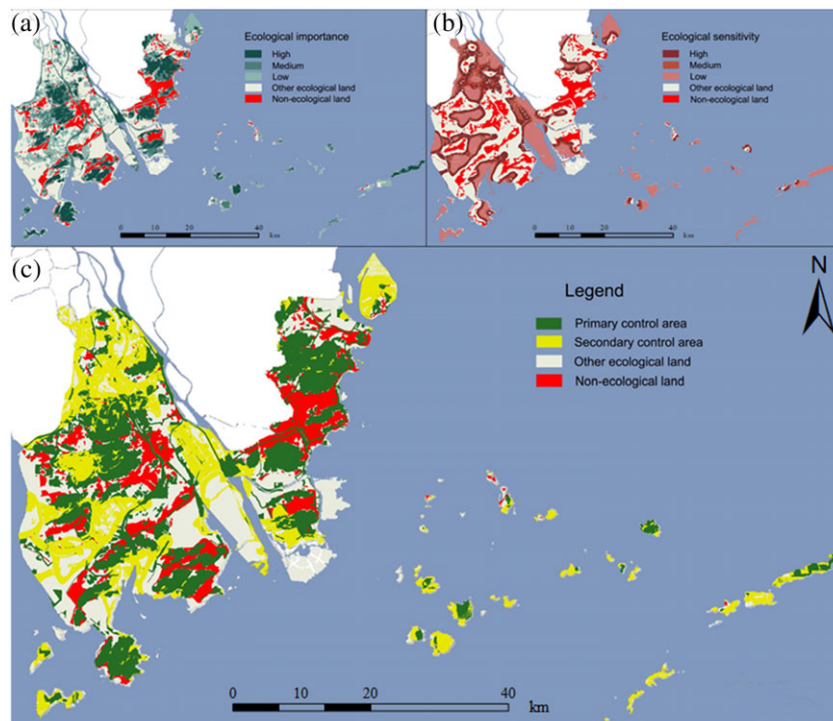 (a)
Ecological importance
High
Medium
Low
Other ecological land
Non-ecological land
0 10 20 40
km
(b)
Ecological sensitivity
High
Medium
Low
Other ecological land
Non-ecological land
0 10 20 40
km
(c)
N
Legend
Primary control area
Secondary control area
Other ecological land
Non-ecological land
0 10 20 40
km